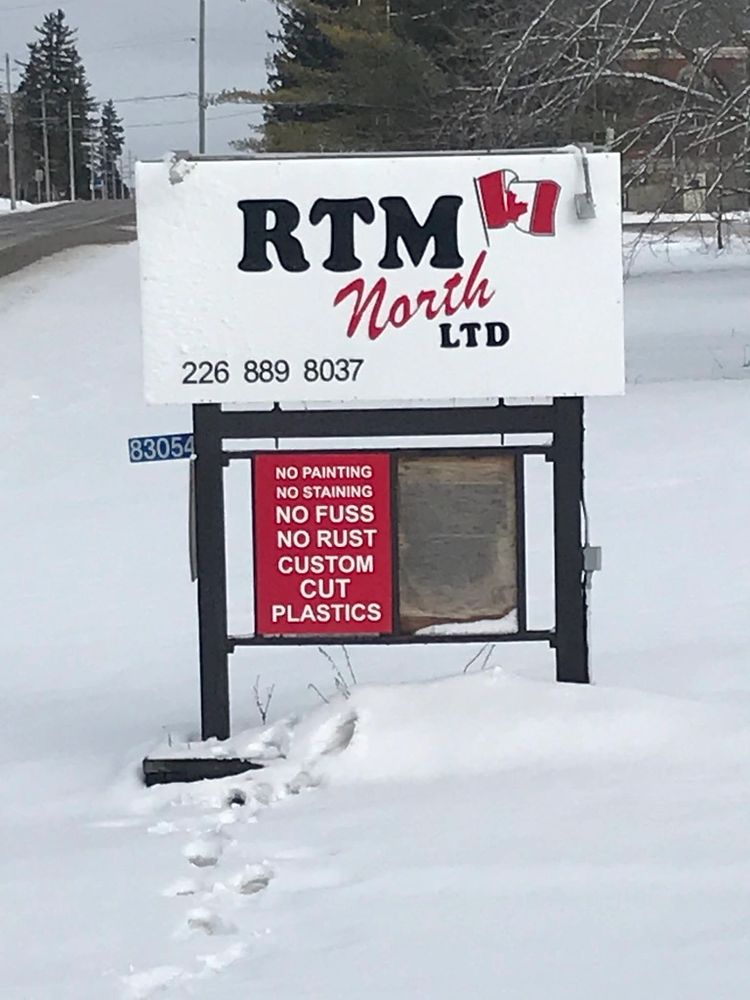 RTM
North
LTD
226 889 8037
83054
NO PAINTING
NO STAINING
NO FUSS
NO RUST
CUSTOM
CUT
PLASTICS